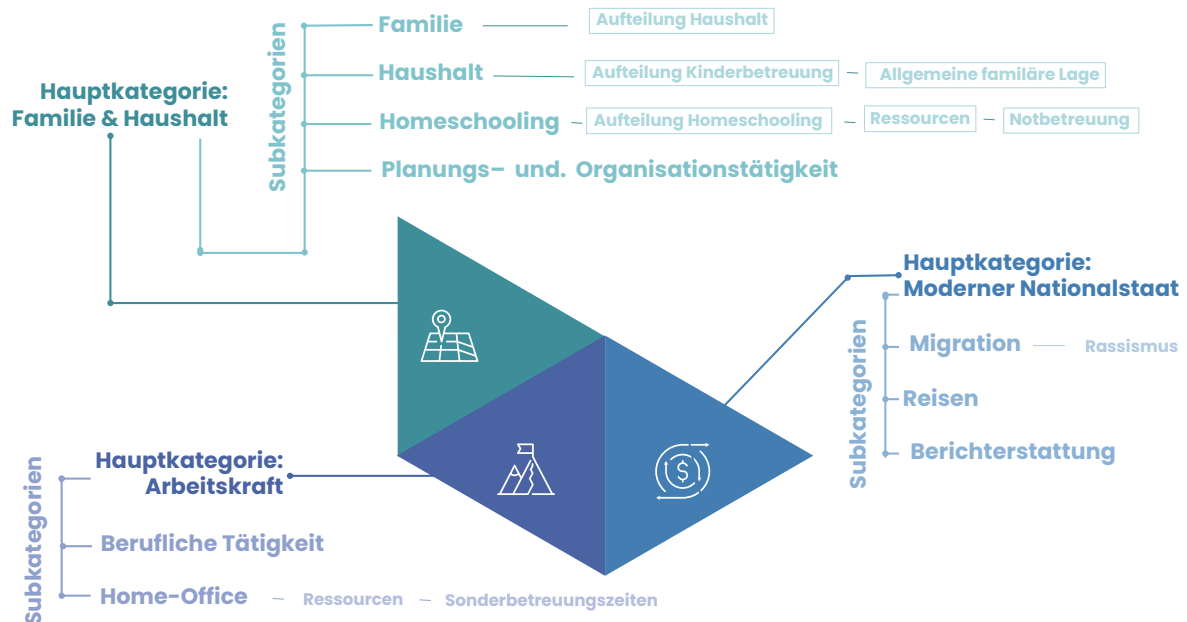 Hauptkategorie:
Familie & Haushalt
Subkategorien
Familie
Aufteilung Haushalt
Haushalt
Aufteilung Kinderbetreuung
Allgemeine familäre Lage
Homeschooling
Aufteilung Homeschooling
Ressourcen
Notbetreuung
Planungs- und. Organisationstätigkeit
Hauptkategorie:
Moderner Nationalstaat
Subkategorien
Migration
Rassismus
Reisen
Berichterstattung
Hauptkategorie:
Arbeitskraft
Subkategorien
Berufliche Tätigkeit
Home-Office
Ressourcen
Sonderbetreuungszeiten
$